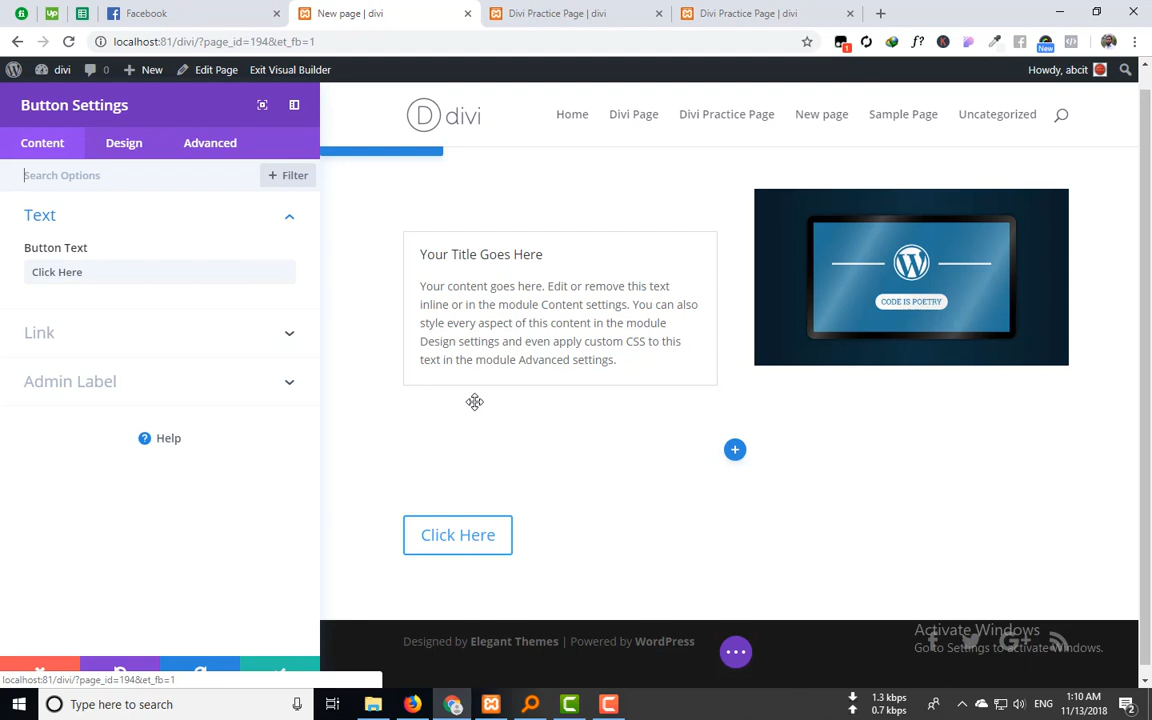 Facebook
New page | divi
Divi Practice Page | divi
Divi Practice Page | divi
localhost:81/divi/?page_id=194&et_fb=1
1
New
divi
0
New
Edit Page
Exit Visual Builder
Howdy, abcit
Button Settings
Content
Design
Advanced
Search Options
Filter
Text
Button Text
Click Here
Link
Admin Label
Help
divi
Home
Divi Page
Divi Practice Page
New page
Sample Page
Uncategorized
Your Title Goes Here
Your content goes here. Edit or remove this text
inline or in the module Content settings. You can also
style every aspect of this content in the module
Design settings and even apply custom CSS to this
text in the module Advanced settings.
CODE IS POETRY
Click Here
Designed by Elegant Themes | Powered by WordPress
Activate Windows
Go to Settings to activate Windows.
localhost:81/divi/?page_id=194&et_fb=1
Type here to search
1.3 kbps
0.7 kbps
ENG
1:10 AM
11/13/2018
2